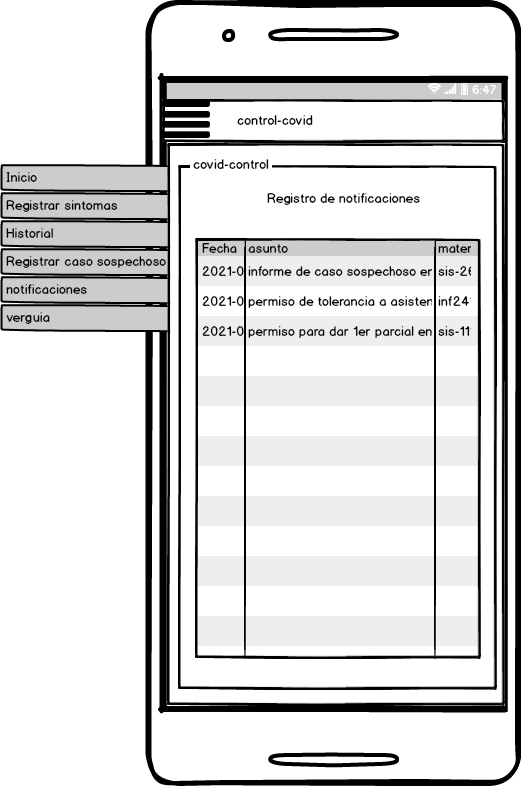 6:47
control-covid
Inicio
Registrar sintomas
Historial
Registrar caso sospechoso
notificaciones
verguia
covid-control
Registro de notificaciones
Fecha asunto mater
2021-0 informe de caso sospechoso en sis-26
2021-0 permiso de tolerancia a asisten inf24
2021-0 permiso para dar 1er parcial en sis-11